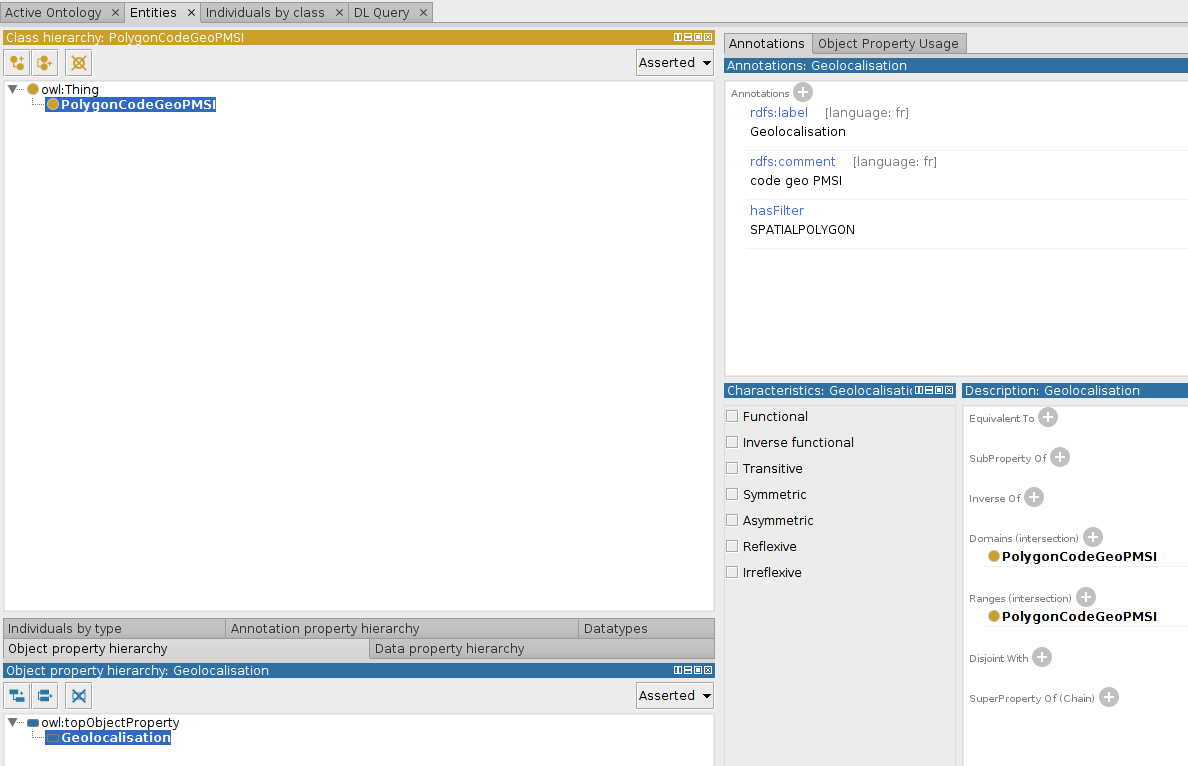 Active Ontology × Entities × Individuals by class × DL Query ×
Class hierarchy: PolygonCodeGeoPMSI
Asserted
owl:Thing
PolygonCodeGeoPMSI
Individuals by type Annotation property hierarchy Datatypes
Object property hierarchy Data property hierarchy
Object property hierarchy: Geolocalisation
Asserted
owl:topObjectProperty
Geolocalisation
Annotations Object Property Usage
Annotations: Geolocalisation
Annotations
rdfs:label [language: fr]
Geolocalisation
rdfs:comment [language: fr]
code geo PMSI
hasFilter
SPATIALPOLYGON
Characteristics: Geolocalisatio
Functional
Inverse functional
Transitive
Symmetric
Asymmetric
Reflexive
Irreflexive
Description: Geolocalisation
Equivalent To
SubProperty Of
Inverse Of
Domains (intersection)
PolygonCodeGeoPMSI
Ranges (intersection)
PolygonCodeGeoPMSI
Disjoint With
SuperProperty Of (Chain)